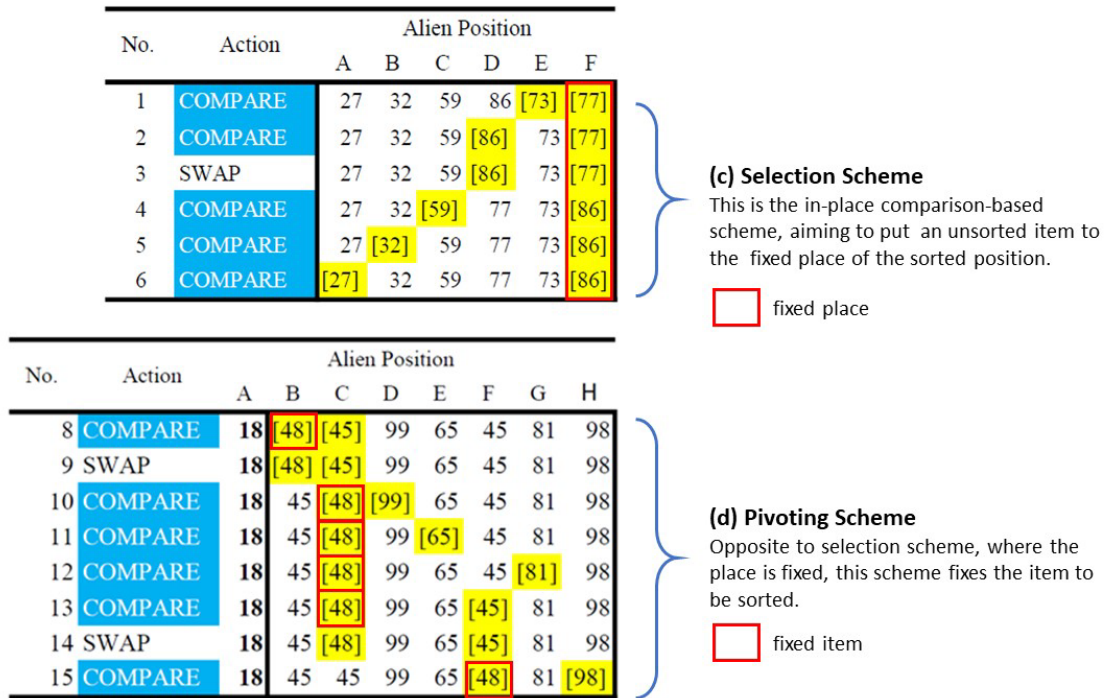 No. Action Alien Position
A B C D E F
1 COMPARE 27 32 59 86 [73] [77]
2 COMPARE 27 32 59 [86] 73 [77]
3 SWAP 27 32 59 [86] 73 [77]
4 COMPARE 27 32 [59] 77 73 [86]
5 COMPARE 27 [32] 59 77 73 [86]
6 COMPARE [27] 32 59 77 73 [86]
(c) Selection Scheme
This is the in-place comparison-based
scheme, aiming to put an unsorted item to
the fixed place of the sorted position.
fixed place
No. Action Alien Position
A B C D E F G H
8 COMPARE 18 [48] [45] 99 65 45 81 98
9 SWAP 18 [48] [45] 99 65 45 81 98
10 COMPARE 18 45 [48] [99] 65 45 81 98
11 COMPARE 18 45 [48] 99 [65] 45 81 98
12 COMPARE 18 45 [48] 99 65 45 [81] 98
13 COMPARE 18 45 [48] 99 65 [45] 81 98
14 SWAP 18 45 [48] 99 65 [45] 81 98
15 COMPARE 18 45 45 99 65 [48] 81 [98]
(d) Pivoting Scheme
Opposite to selection scheme, where the
place is fixed, this scheme fixes the item to
be sorted.
fixed item